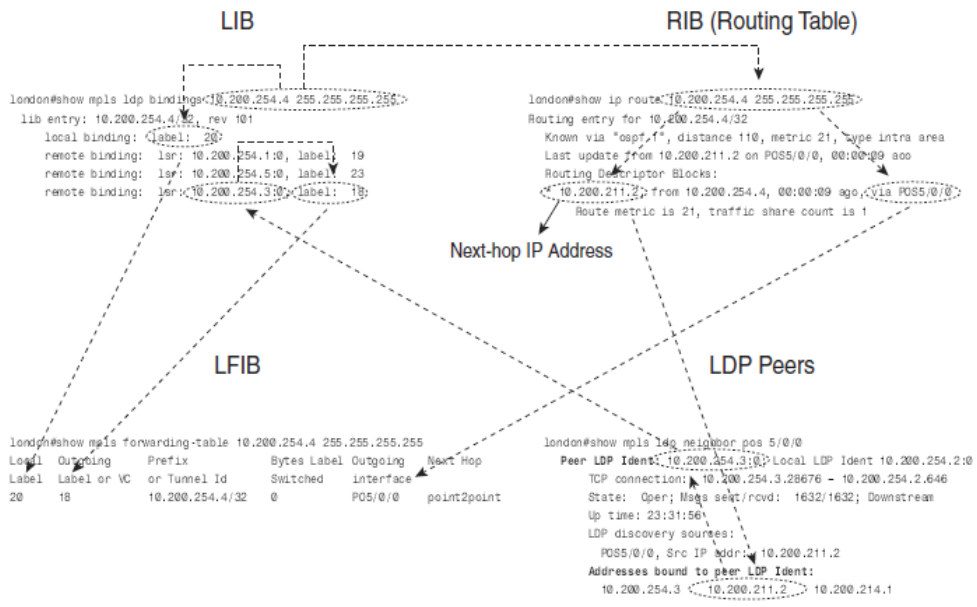 LIB
london#show mpls ldp bindings 10.200.254.4 255.255.255.255
lib entry: 10.200.254.4/32, rev 101
local binding: label: 20
remote binding: lsr: 10.200.254.1:0, label: 19
remote binding: lsr: 10.200.254.5:0, label: 23
remote binding: lsr: 10.200.254.3:0, label: 18
RIB (Routing Table)
london#show ip route 10.200.254.4 255.255.255.255
Routing entry for 10.200.254.4/32
Known via "ospf 1", distance 110, metric 21, type intra area
Last update from 10.200.211.2 on POS5/0/0, 00:00:09 aoo
Routing Descriptor Blocks:
* 10.200.211.2, from 10.200.254.4, 00:00:09 ago, via POS5/0/0
Route metric is 21, traffic share count is 1
Next-hop IP Address
LFIB
london#show mpls forwarding-table 10.200.254.4 255.255.255.255
Local Outgoing Prefix Bytes Label Outgoing Next Hop
Label Label or VC or Tunnel Id Switched interface
20 18 10.200.254.4/32 0 PO5/0/0 point2point
LDP Peers
london#show mpls ldp neighbor pos 5/0/0
Peer LDP Ident: 10.200.254.3:0; Local LDP Ident 10.200.254.2:0
TCP connection: 10.200.254.3.28676 - 10.200.254.2.646
State: Oper; Msgs sent/rcvd: 1632/1632; Downstream
Up time: 23:31:56
LDP discovery sources:
POS5/0/0, Src IP addr: 10.200.211.2
Addresses bound to peer LDP Ident:
10.200.254.3 10.200.211.2 10.200.214.1